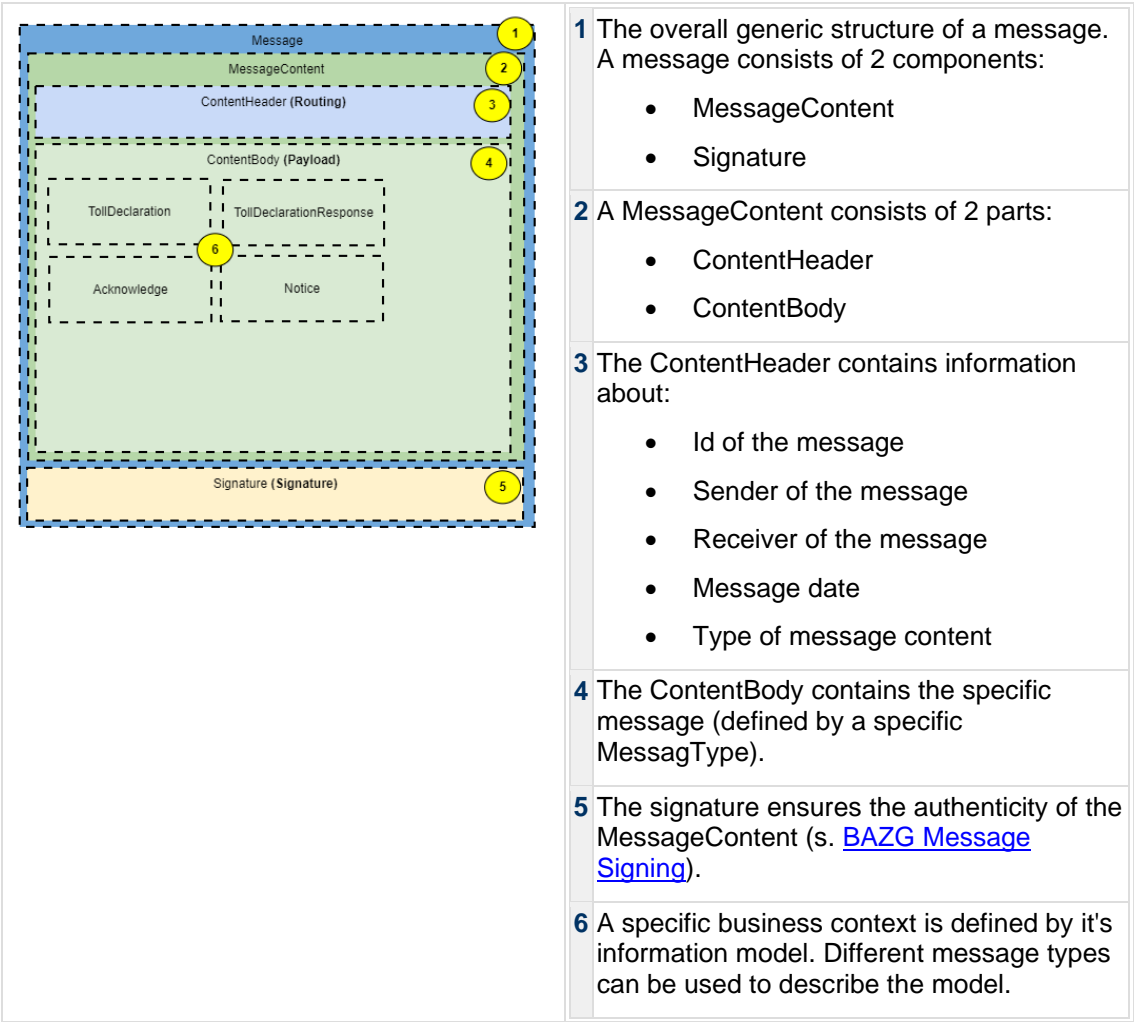 Message
1
MessageContent
2
ContentHeader (Routing)
3
ContentBody (Payload)
4
TollDeclaration
TollDeclarationResponse
6
Acknowledge
Notice
Signature (Signature)
5
1 The overall generic structure of a message.
A message consists of 2 components:
• MessageContent
• Signature
2 A MessageContent consists of 2 parts:
• ContentHeader
• ContentBody
3 The ContentHeader contains information
about:
• Id of the message
• Sender of the message
• Receiver of the message
• Message date
• Type of message content
4 The ContentBody contains the specific
message (defined by a specific
MessagType).
5 The signature ensures the authenticity of the
MessageContent (s. BAZG Message
Signing).
6 A specific business context is defined by it's
information model. Different message types
can be used to describe the model.